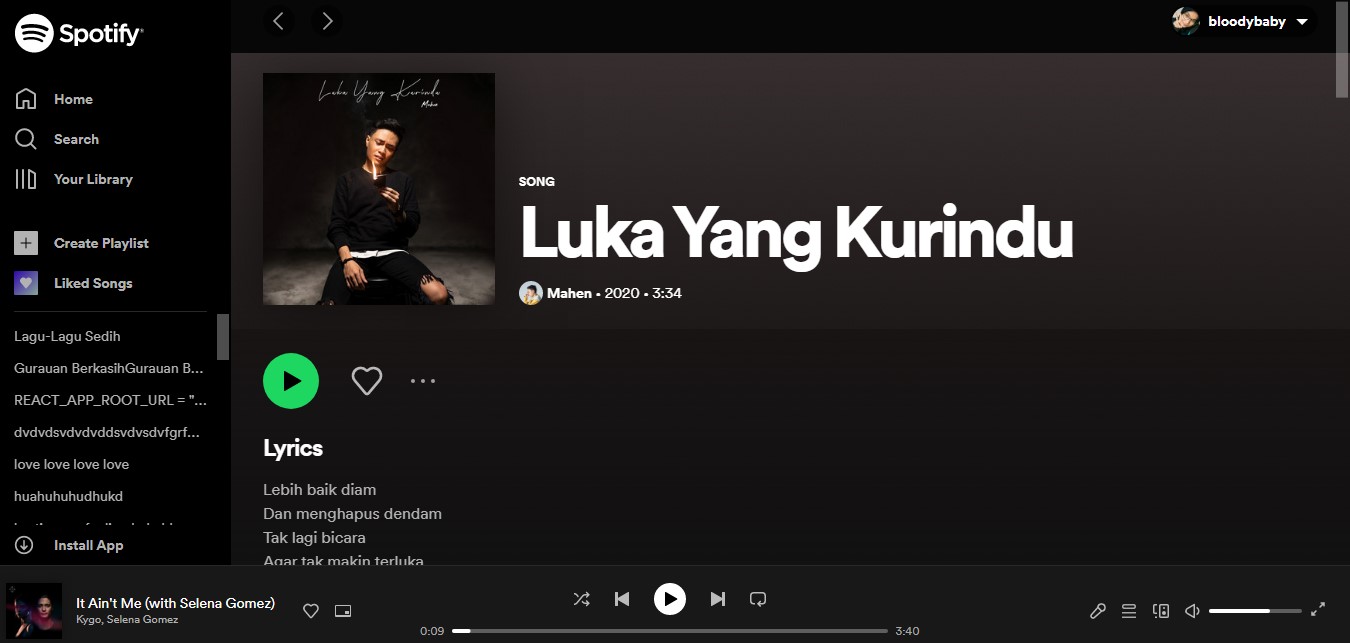 Spotify
bloodybaby
Home
Search
Your Library
Create Playlist
Liked Songs
Lagu-Lagu Sedih
Gurauan BerkasihGurauan B...
REACT_APP_ROOT_URL = "...
dvdvdsvdvdvddsvdvsdvfgrf...
love love love love
huahuhuhudhukd
Install App
Luka Yang Kurindu
Mahen
SONG
Luka Yang Kurindu
Mahen • 2020 • 3:34
Lyrics
Lebih baik diam
Dan menghapus dendam
Tak lagi bicara
Agar tak makin terluka
It Ain't Me (with Selena Gomez)
Kygo, Selena Gomez
0:09
3:40